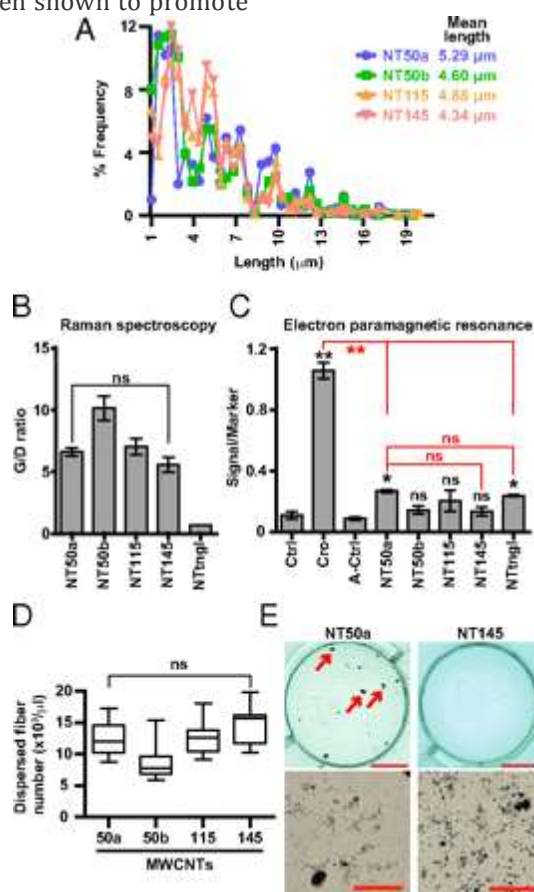 en shown to promote
A
Mean
length
NT50a 5.29 μm
NT50b 4.60 μm
NT115 4.88 μm
NT145 4.34 μm
% Frequency
12
8
4
0
1 4 7 10 13 16 19
Length (μm)
B
Raman spectroscopy
G/D ratio
15
10
5
0
ns
NT50a NT50b NT115 NT145 NTtngl
C
Electron paramagnetic resonance
Signal/Marker
1.2
0.8
0.4
0
** **
ns
ns
* ns ns ns *
Ctrl Cro A-Ctrl NT50a NT50b NT115 NT145 NTtngl
D
ns
Dispersed fiber
number (x10³/μl)
20
15
10
5
0
50a 50b 115 145
MWCNTs
E
NT50a NT145